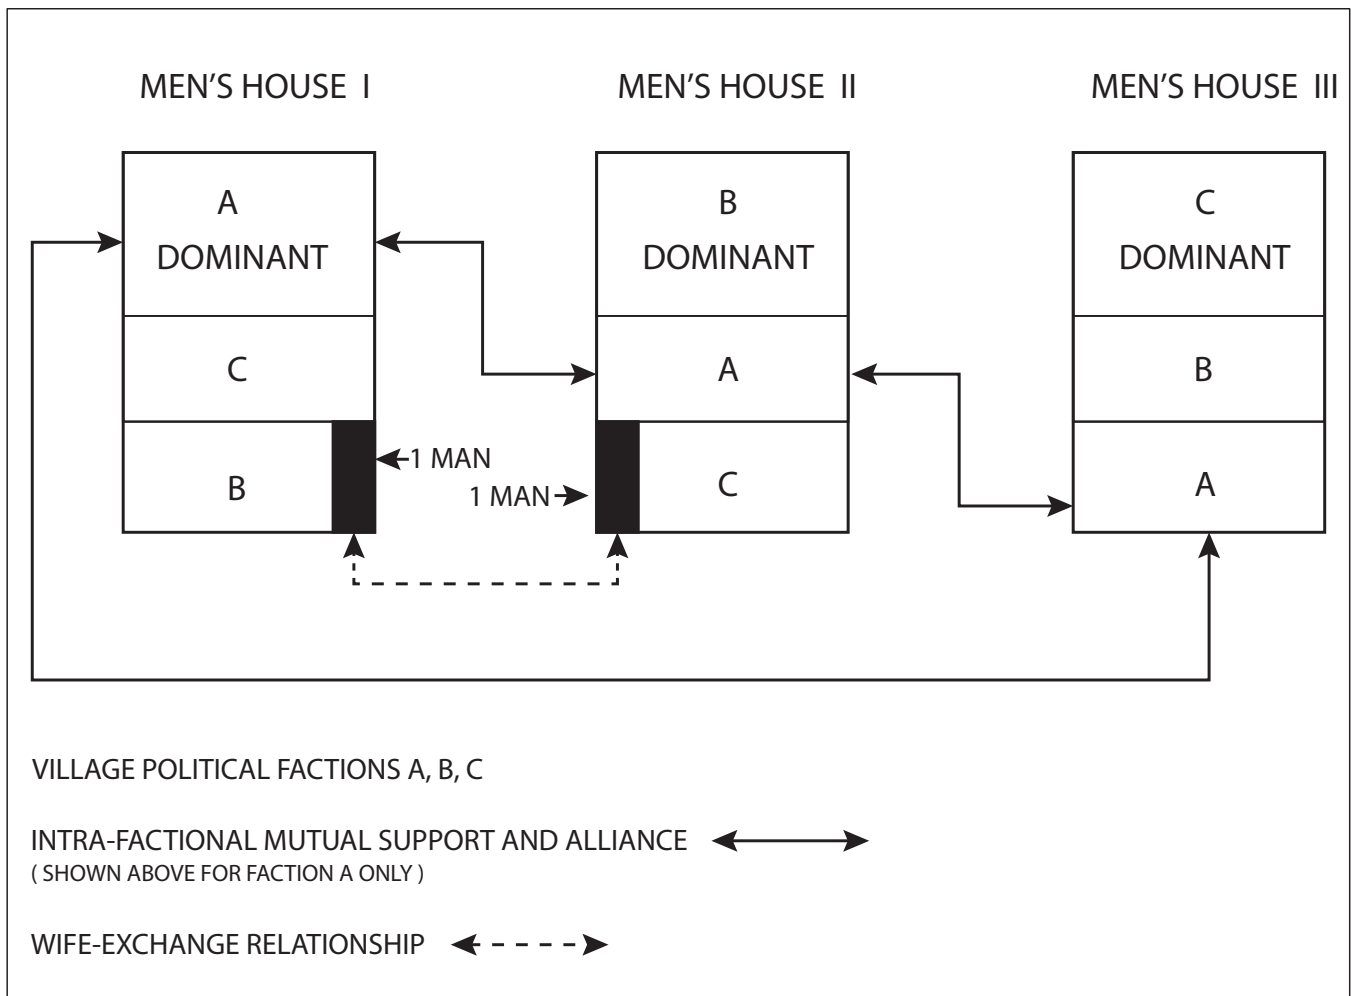 MEN’S HOUSE I
MEN’S HOUSE II
MEN’S HOUSE III
A
DOMINANT
C
B
1 MAN
B
DOMINANT
A
C
1 MAN
C
DOMINANT
B
A
VILLAGE POLITICAL FACTIONS A, B, C
INTRA-FACTIONAL MUTUAL SUPPORT AND ALLIANCE
( SHOWN ABOVE FOR FACTION A ONLY )
WIFE-EXCHANGE RELATIONSHIP